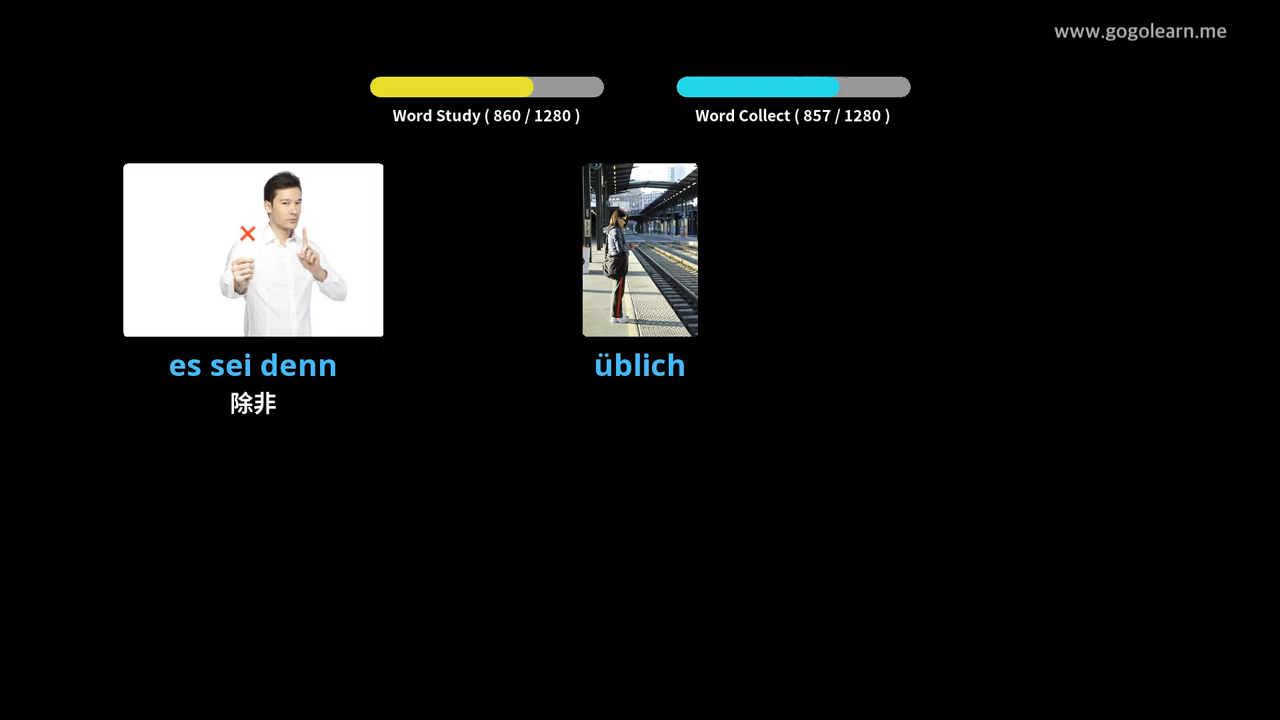 www.gogolearn.me
Word Study ( 860 / 1280 )
Word Collect ( 857 / 1280 )
es sei denn
除非
üblich